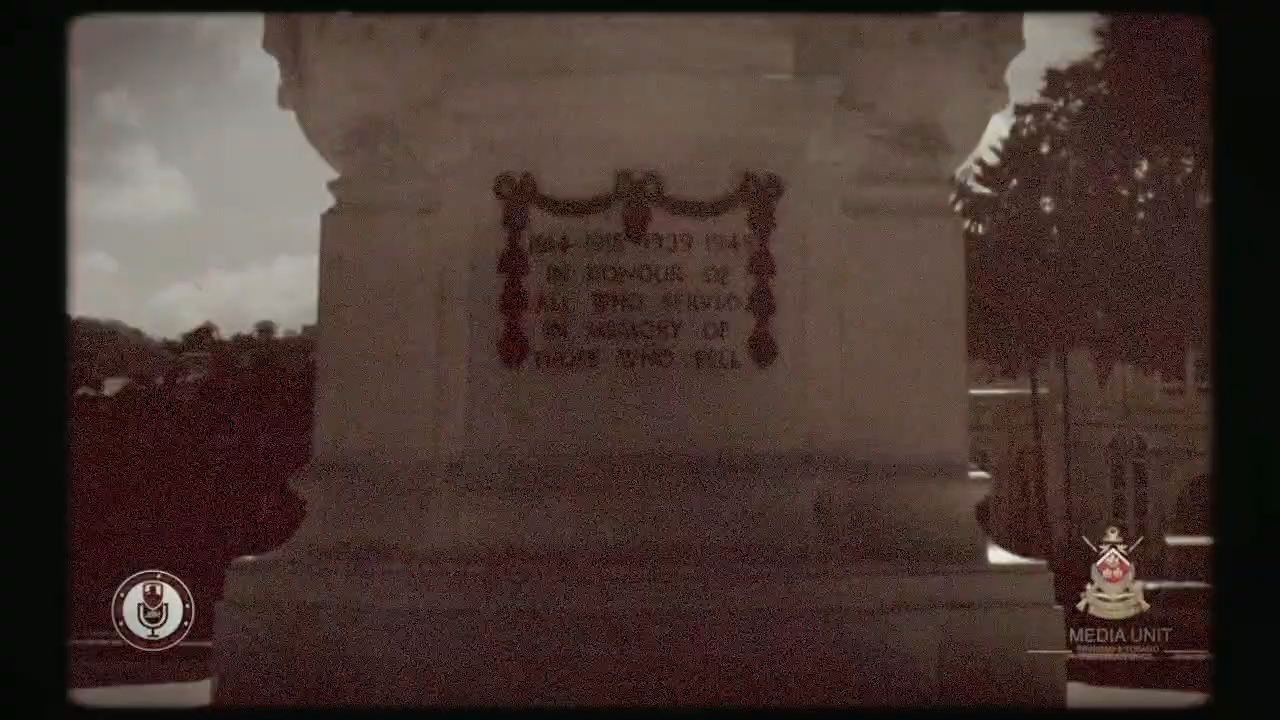 1914-1918 1939 1945
IN HONOUR OF
ALL WHO SERVED
IN MEMORY OF
THOSE WHO FELL
MEDIA UNIT